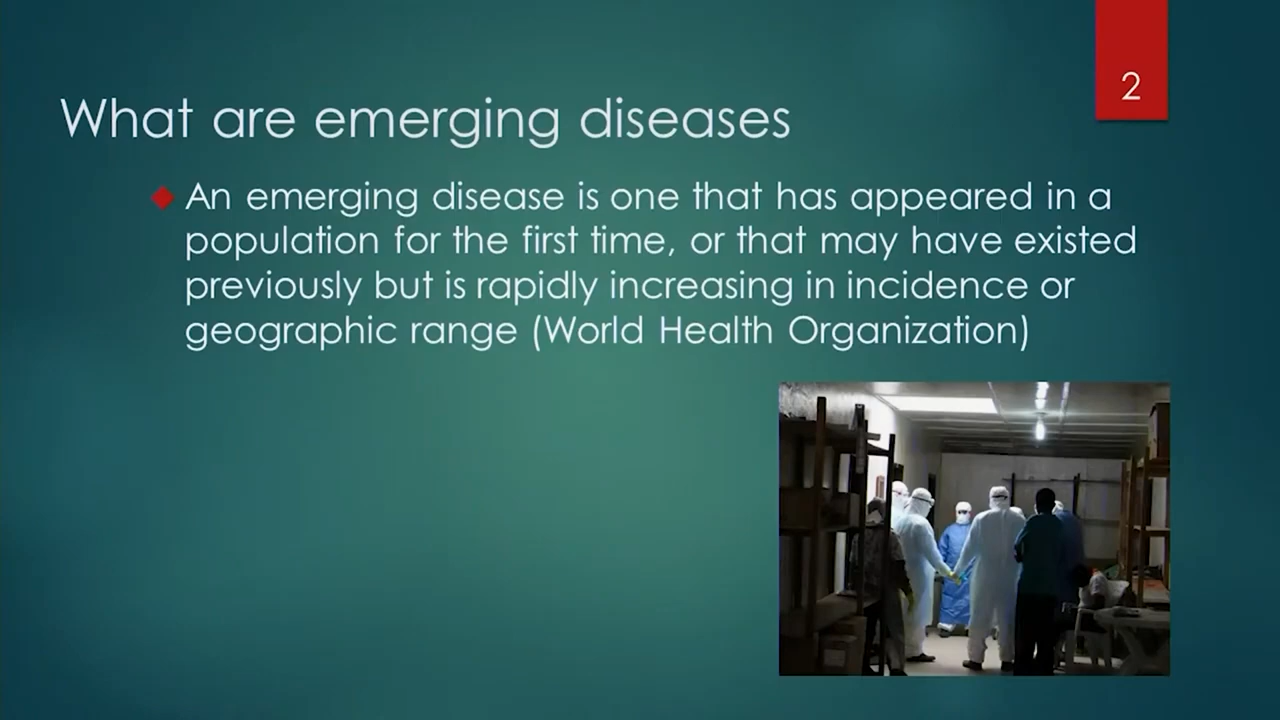 2
What are emerging diseases
An emerging disease is one that has appeared in a
population for the first time, or that may have existed
previously but is rapidly increasing in incidence or
geographic range (World Health Organization)